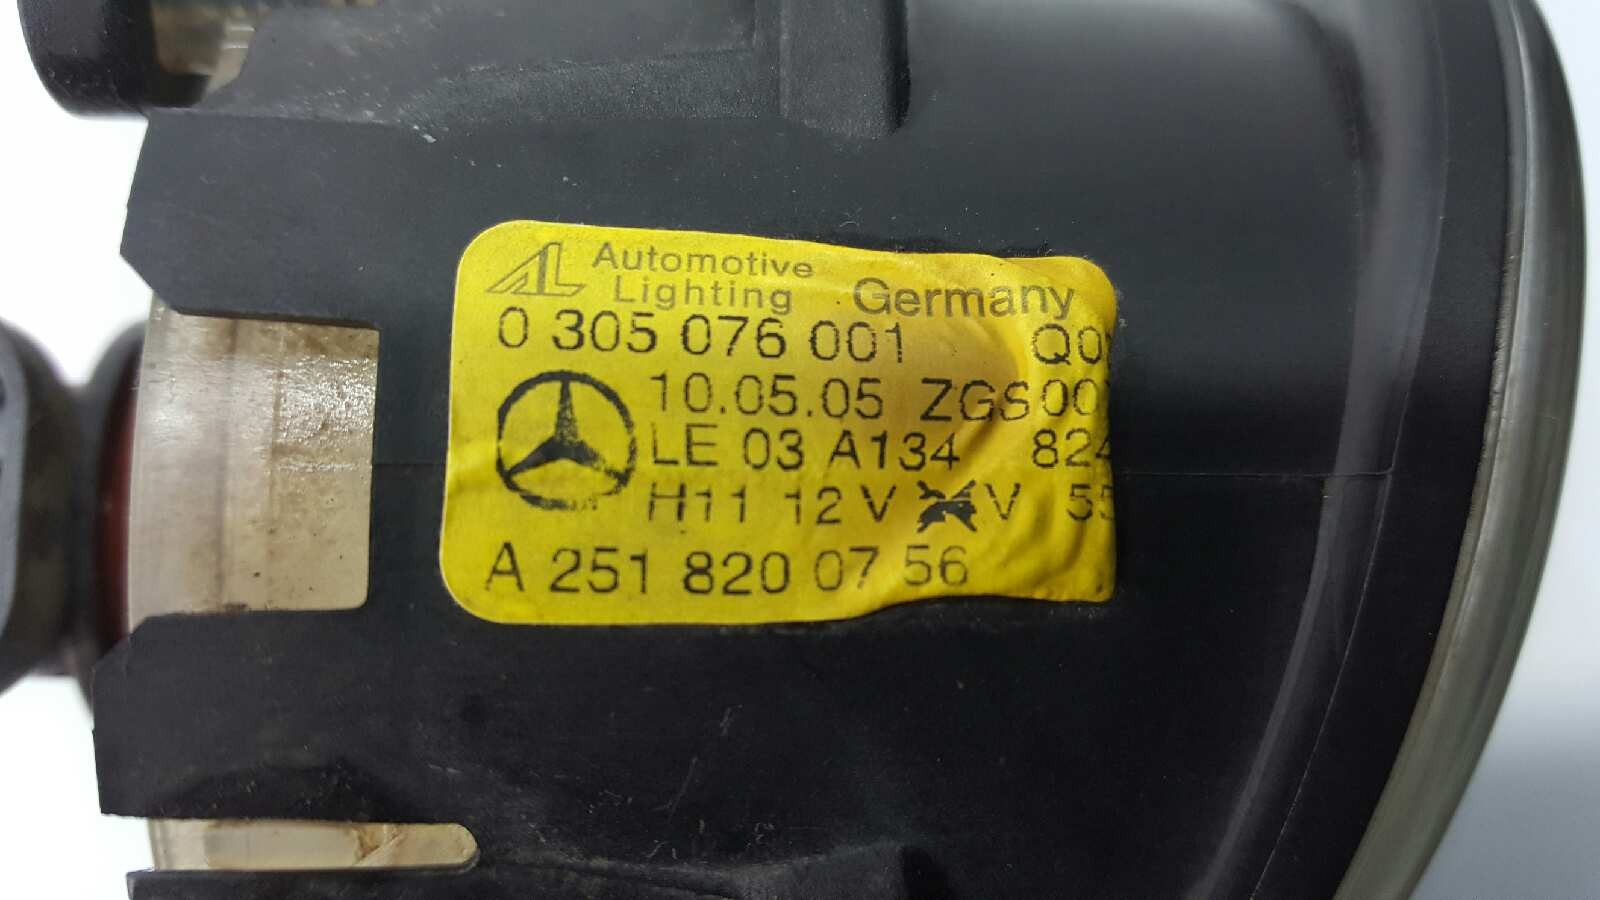 AL Automotive
Lighting Germany
0 305 076 001
10.05.05 ZGS
LE 03 A134
H11 12 V V
A 251 820 07 56